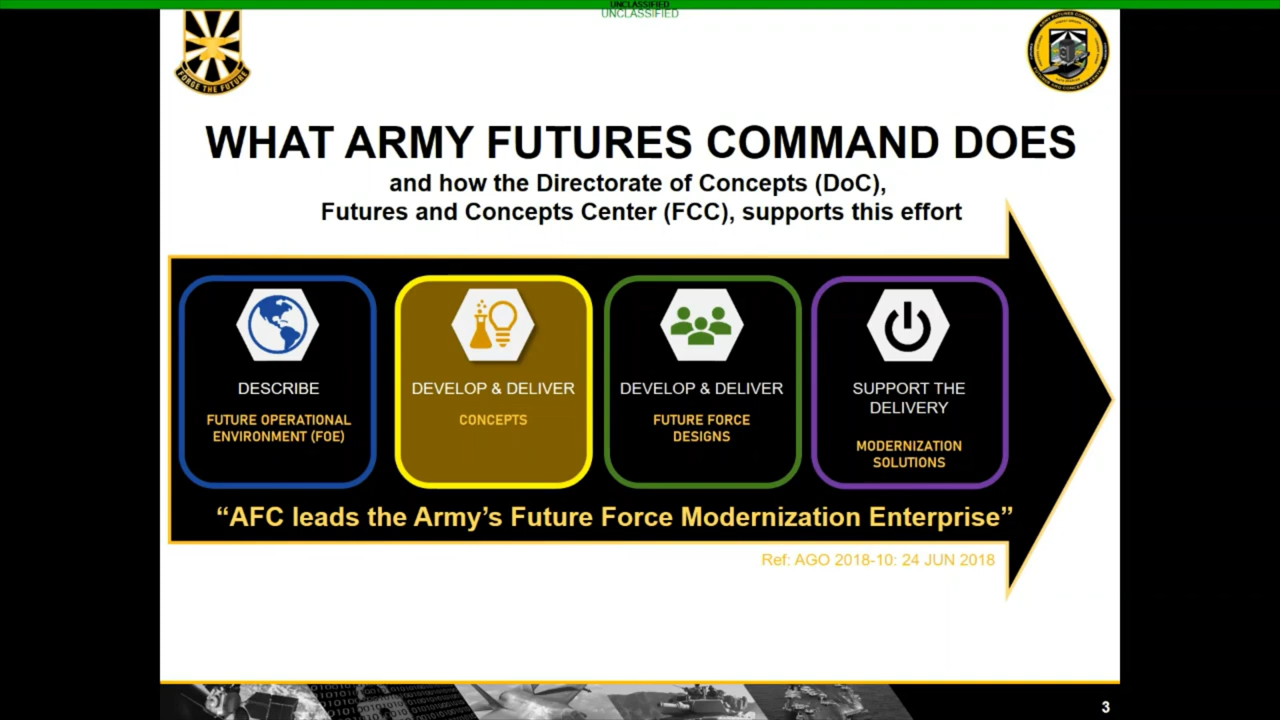 UNCLASSIFIED
UNCLASSIFIED
FORGE THE FUTURE
WHAT ARMY FUTURES COMMAND DOES
and how the Directorate of Concepts (DoC),
Futures and Concepts Center (FCC), supports this effort
DESCRIBE
FUTURE OPERATIONAL
ENVIRONMENT (FOE)
DEVELOP & DELIVER
CONCEPTS
DEVELOP & DELIVER
FUTURE FORCE
DESIGNS
SUPPORT THE
DELIVERY
MODERNIZATION
SOLUTIONS
“AFC leads the Army’s Future Force Modernization Enterprise”
Ref: AGO 2018-10: 24 JUN 2018
3